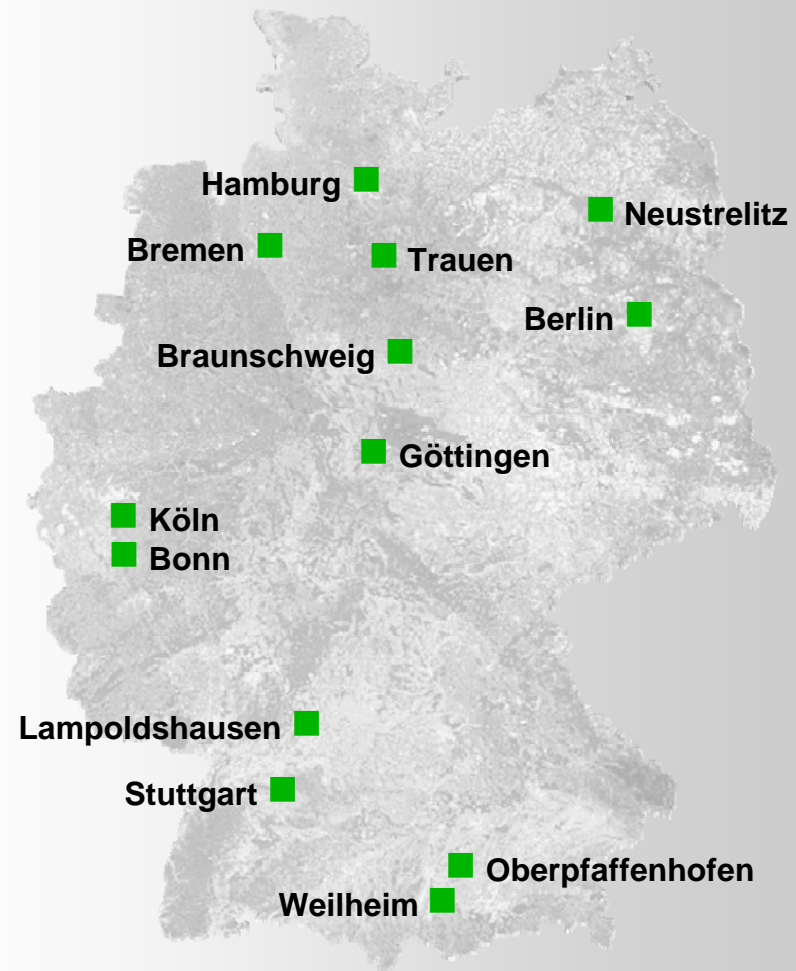 Hamburg
Neustrelitz
Bremen
Trauen
Berlin
Braunschweig
Göttingen
Köln
Bonn
Lampoldshausen
Stuttgart
Oberpfaffenhofen
Weilheim